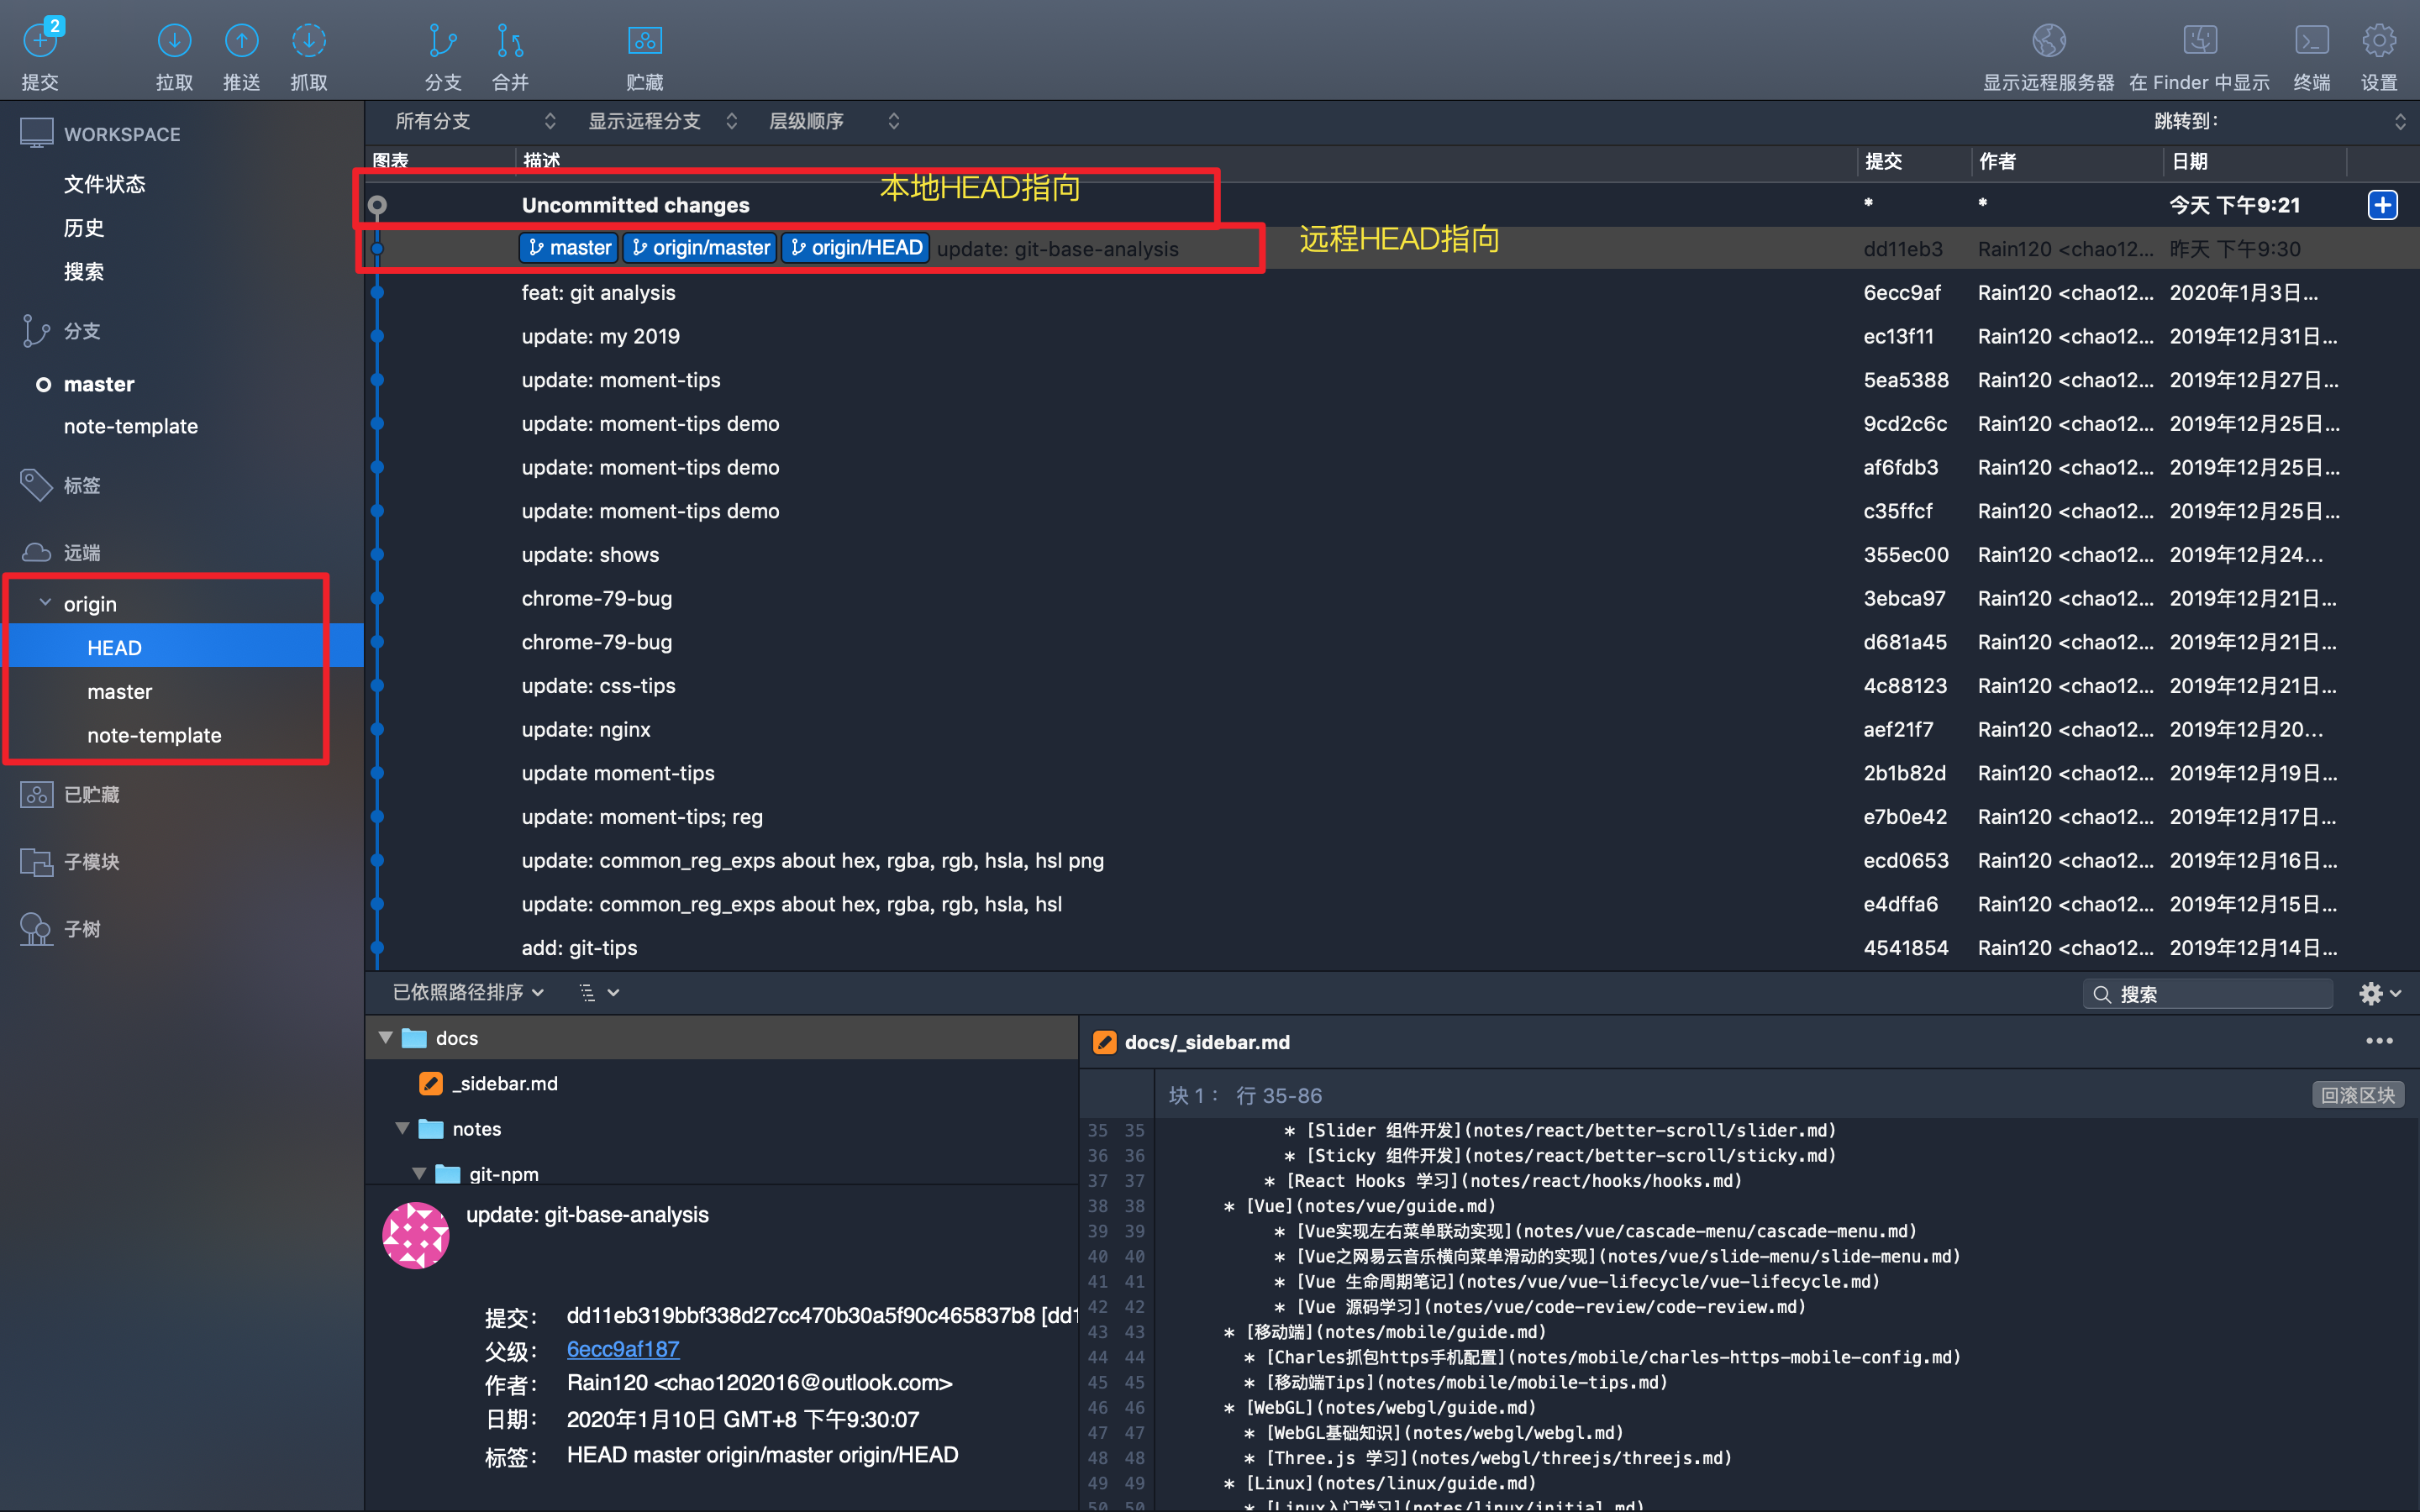 2
提交 拉取 推送 抓取 分支 合并 贮藏 显示远程服务器 在 Finder 中显示 终端 设置
WORKSPACE
文件状态
历史
搜索
分支
master
note-template
标签
远端
origin
HEAD
master
note-template
已贮藏
子模块
子树
所有分支 显示远程分支 层级顺序 跳转到：
图表 描述 提交 作者 日期
本地HEAD指向
Uncommitted changes * * 今天 下午9:21
远程HEAD指向
master origin/master origin/HEAD update: git-base-analysis dd11eb3 Rain120 <chao12... 昨天 下午9:30
feat: git analysis 6ecc9af Rain120 <chao12... 2020年1月3日...
update: my 2019 ec13f11 Rain120 <chao12... 2019年12月31日...
update: moment-tips 5ea5388 Rain120 <chao12... 2019年12月27日...
update: moment-tips demo 9cd2c6c Rain120 <chao12... 2019年12月25日...
update: moment-tips demo af6fdb3 Rain120 <chao12... 2019年12月25日...
update: moment-tips demo c35ffcf Rain120 <chao12... 2019年12月25日...
update: shows 355ec00 Rain120 <chao12... 2019年12月24...
chrome-79-bug 3ebca97 Rain120 <chao12... 2019年12月21日...
chrome-79-bug d681a45 Rain120 <chao12... 2019年12月21日...
update: css-tips 4c88123 Rain120 <chao12... 2019年12月21日...
update: nginx aef21f7 Rain120 <chao12... 2019年12月20...
update moment-tips 2b1b82d Rain120 <chao12... 2019年12月19日...
update: moment-tips; reg e7b0e42 Rain120 <chao12... 2019年12月17日...
update: common_reg_exps about hex, rgba, rgb, hsla, hsl png ecd0653 Rain120 <chao12... 2019年12月16日...
update: common_reg_exps about hex, rgba, rgb, hsla, hsl e4dffa6 Rain120 <chao12... 2019年12月15日...
add: git-tips 4541854 Rain120 <chao12... 2019年12月14日...
已依照路径排序 搜索
docs
_sidebar.md
notes
git-npm
update: git-base-analysis
提交： dd11eb319bbf338d27cc470b30a5f90c465837b8 [dd1
父级： 6ecc9af187
作者： Rain120 <chao1202016@outlook.com>
日期： 2020年1月10日 GMT+8 下午9:30:07
标签： HEAD master origin/master origin/HEAD
docs/_sidebar.md •••
块 1： 行 35-86 回滚区块
35 35 * [Slider 组件开发](notes/react/better-scroll/slider.md)
36 36 * [Sticky 组件开发](notes/react/better-scroll/sticky.md)
37 37 * [React Hooks 学习](notes/react/hooks/hooks.md)
38 38 * [Vue](notes/vue/guide.md)
39 39 * [Vue实现左右菜单联动实现](notes/vue/cascade-menu/cascade-menu.md)
40 40 * [Vue之网易云音乐横向菜单滑动的实现](notes/vue/slide-menu/slide-menu.md)
41 41 * [Vue 生命周期笔记](notes/vue/vue-lifecycle/vue-lifecycle.md)
42 42 * [Vue 源码学习](notes/vue/code-review/code-review.md)
43 43 * [移动端](notes/mobile/guide.md)
44 44 * [Charles抓包https手机配置](notes/mobile/charles-https-mobile-config.md)
45 45 * [移动端Tips](notes/mobile/mobile-tips.md)
46 46 * [WebGL](notes/webgl/guide.md)
47 47 * [WebGL基础知识](notes/webgl/webgl.md)
48 48 * [Three.js 学习](notes/webgl/threejs/threejs.md)
49 49 * [Linux](notes/linux/guide.md)
50 50 * [Linux入门学习](notes/linux/initial.md)